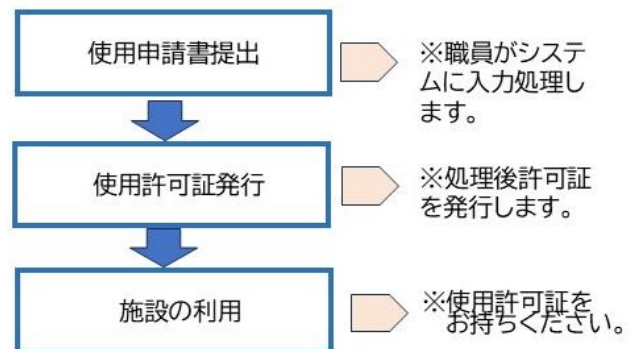 使用申請書提出
※職員がシステ
ムに入力処理し
ます。
使用許可証発行
※処理後許可証
を発行します。
施設の利用
※使用許可証を
お持ちください。